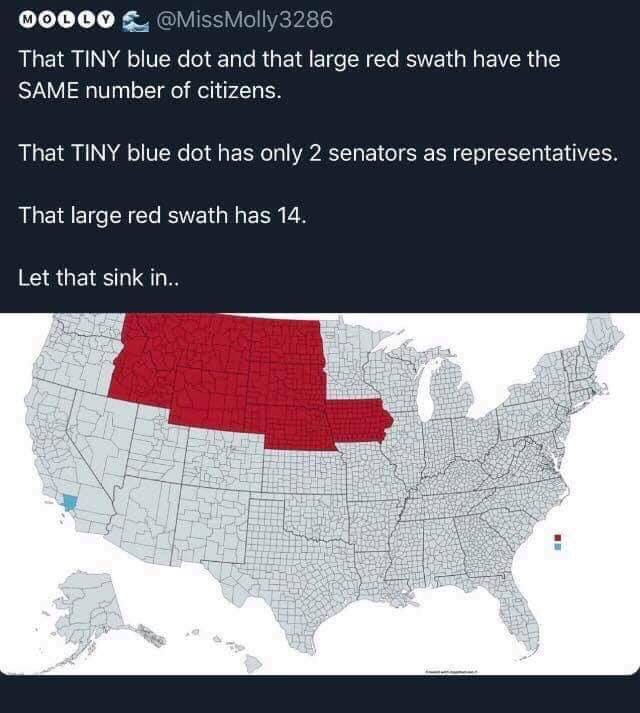 MOLLY 🌊 @MissMolly3286
That TINY blue dot and that large red swath have the
SAME number of citizens.
That TINY blue dot has only 2 senators as representatives.
That large red swath has 14.
Let that sink in..